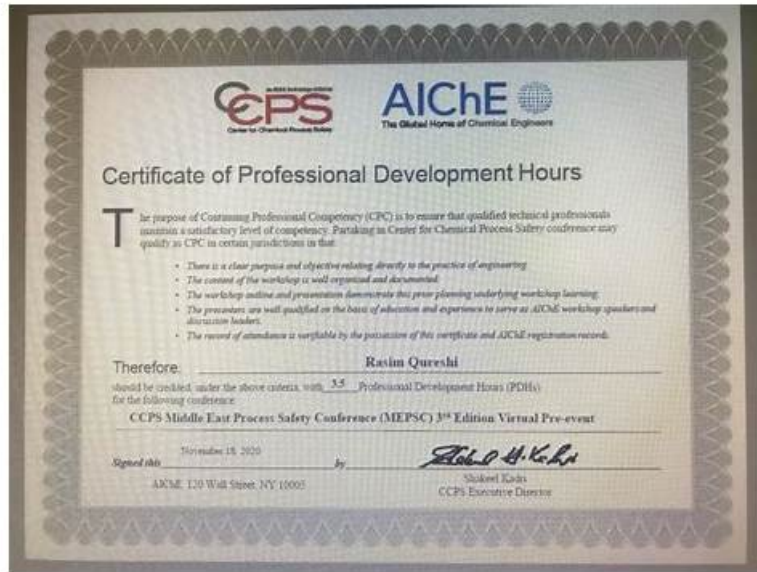 CCPS
Center for Chemical Process Safety
AIChE
The Global Home of Chemical Engineers
Certificate of Professional Development Hours
The purpose of Continuing Professional Competency (CPC) is to ensure that qualified technical professionals
maintain a satisfactory level of competency. Partaking in Center for Chemical Process Safety conference may
qualify as CPC in certain jurisdictions in that:
• There is a clear purpose and objective relating directly to the practice of engineering.
• The content of the workshop is well organized and documented.
• The workshop outline and presentation demonstrate this prior planning underlying workshop learning.
• The presenters are well qualified on the basis of education and experience to serve as AIChE workshop speakers and
discussion leaders.
• The record of attendance is verifiable by the possession of this certificate and AIChE registration records.
Therefore, Rasim Qureshi
should be credited, under the above criteria, with 3.5 Professional Development Hours (PDHs)
for the following conference:
CCPS Middle East Process Safety Conference (MEPSC) 3rd Edition Virtual Pre-event
Signed this November 18, 2020 by
AIChE, 120 Wall Street, NY 10005
Shakeel Kadri
CCPS Executive Director